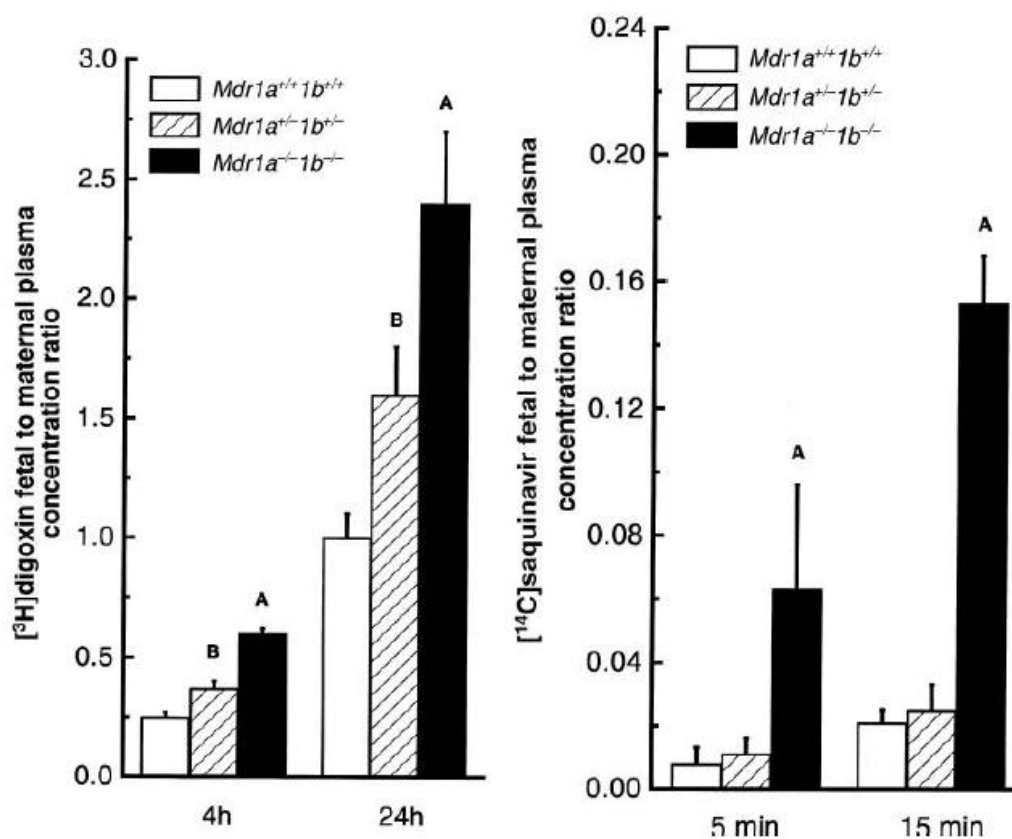 [³H]digoxin fetal to maternal plasma
concentration ratio
3.0
2.5
2.0
1.5
1.0
0.5
0.0
Mdr1a+/+1b+/+
Mdr1a+/−1b+/−
Mdr1a−/−1b−/−
B
A
B
A
4h
24h
[¹⁴C]saquinavir fetal to maternal plasma
concentration ratio
0.24
0.20
0.16
0.12
0.08
0.04
0.00
Mdr1a+/+1b+/+
Mdr1a+/−1b+/−
Mdr1a−/−1b−/−
A
A
5 min
15 min